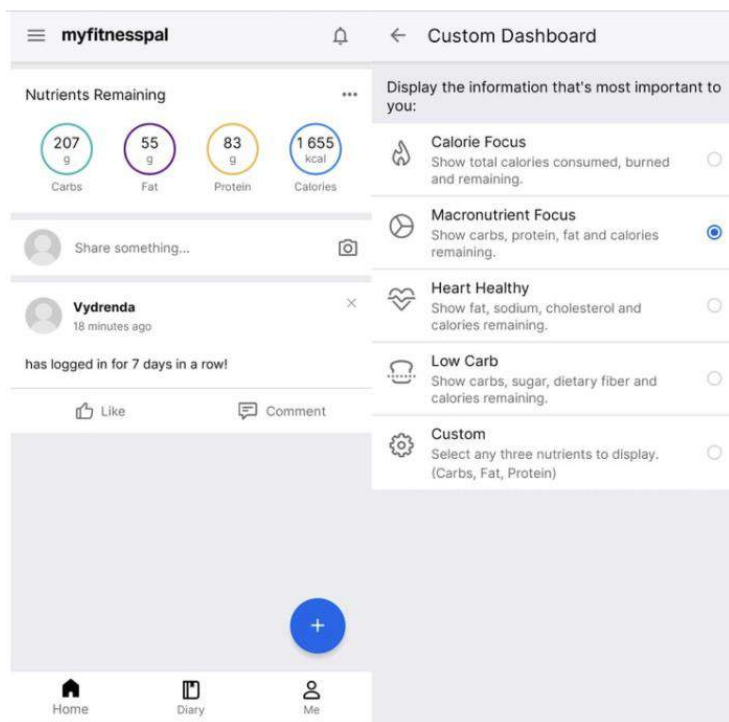 myfitnesspal
Nutrients Remaining
207
g
Carbs
55
g
Fat
83
g
Protein
1 655
kcal
Calories
Share something...
Vydrenda
18 minutes ago
has logged in for 7 days in a row!
Like
Comment
Home
Diary
Me
Custom Dashboard
Display the information that's most important to
you:
Calorie Focus
Show total calories consumed, burned
and remaining.
Macronutrient Focus
Show carbs, protein, fat and calories
remaining.
Heart Healthy
Show fat, sodium, cholesterol and
calories remaining.
Low Carb
Show carbs, sugar, dietary fiber and
calories remaining.
Custom
Select any three nutrients to display.
(Carbs, Fat, Protein)